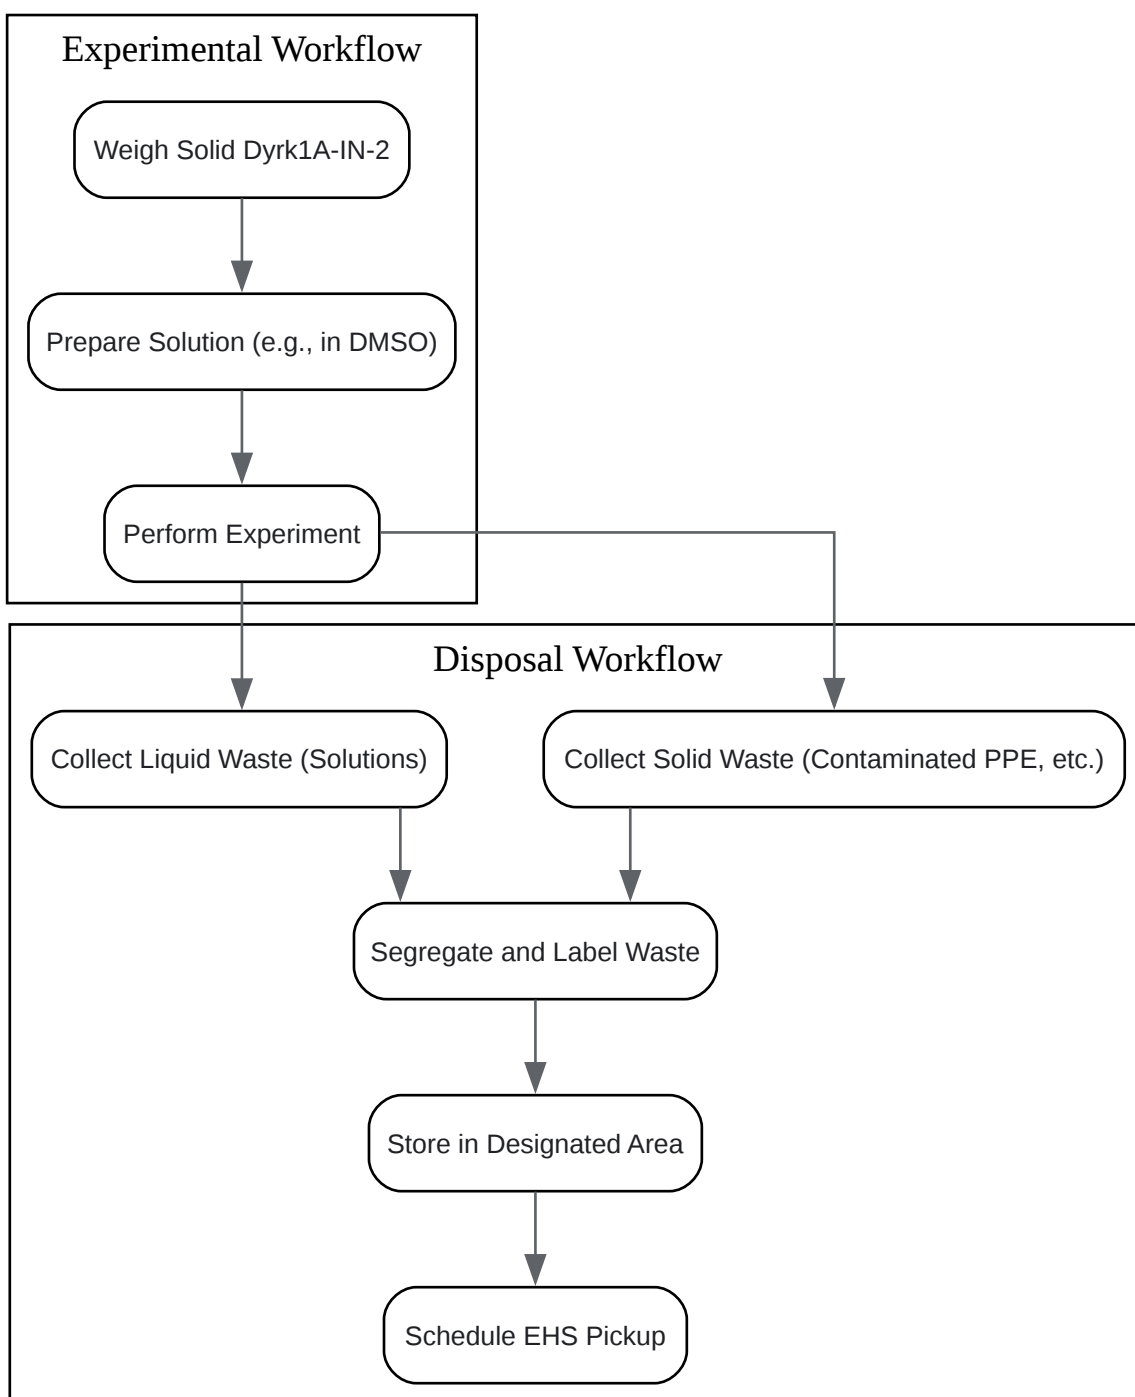 Experimental Workflow
Weigh Solid Dyrk1A-IN-2
Prepare Solution (e.g., in DMSO)
Perform Experiment
Disposal Workflow
Collect Liquid Waste (Solutions)
Collect Solid Waste (Contaminated PPE, etc.)
Segregate and Label Waste
Store in Designated Area
Schedule EHS Pickup